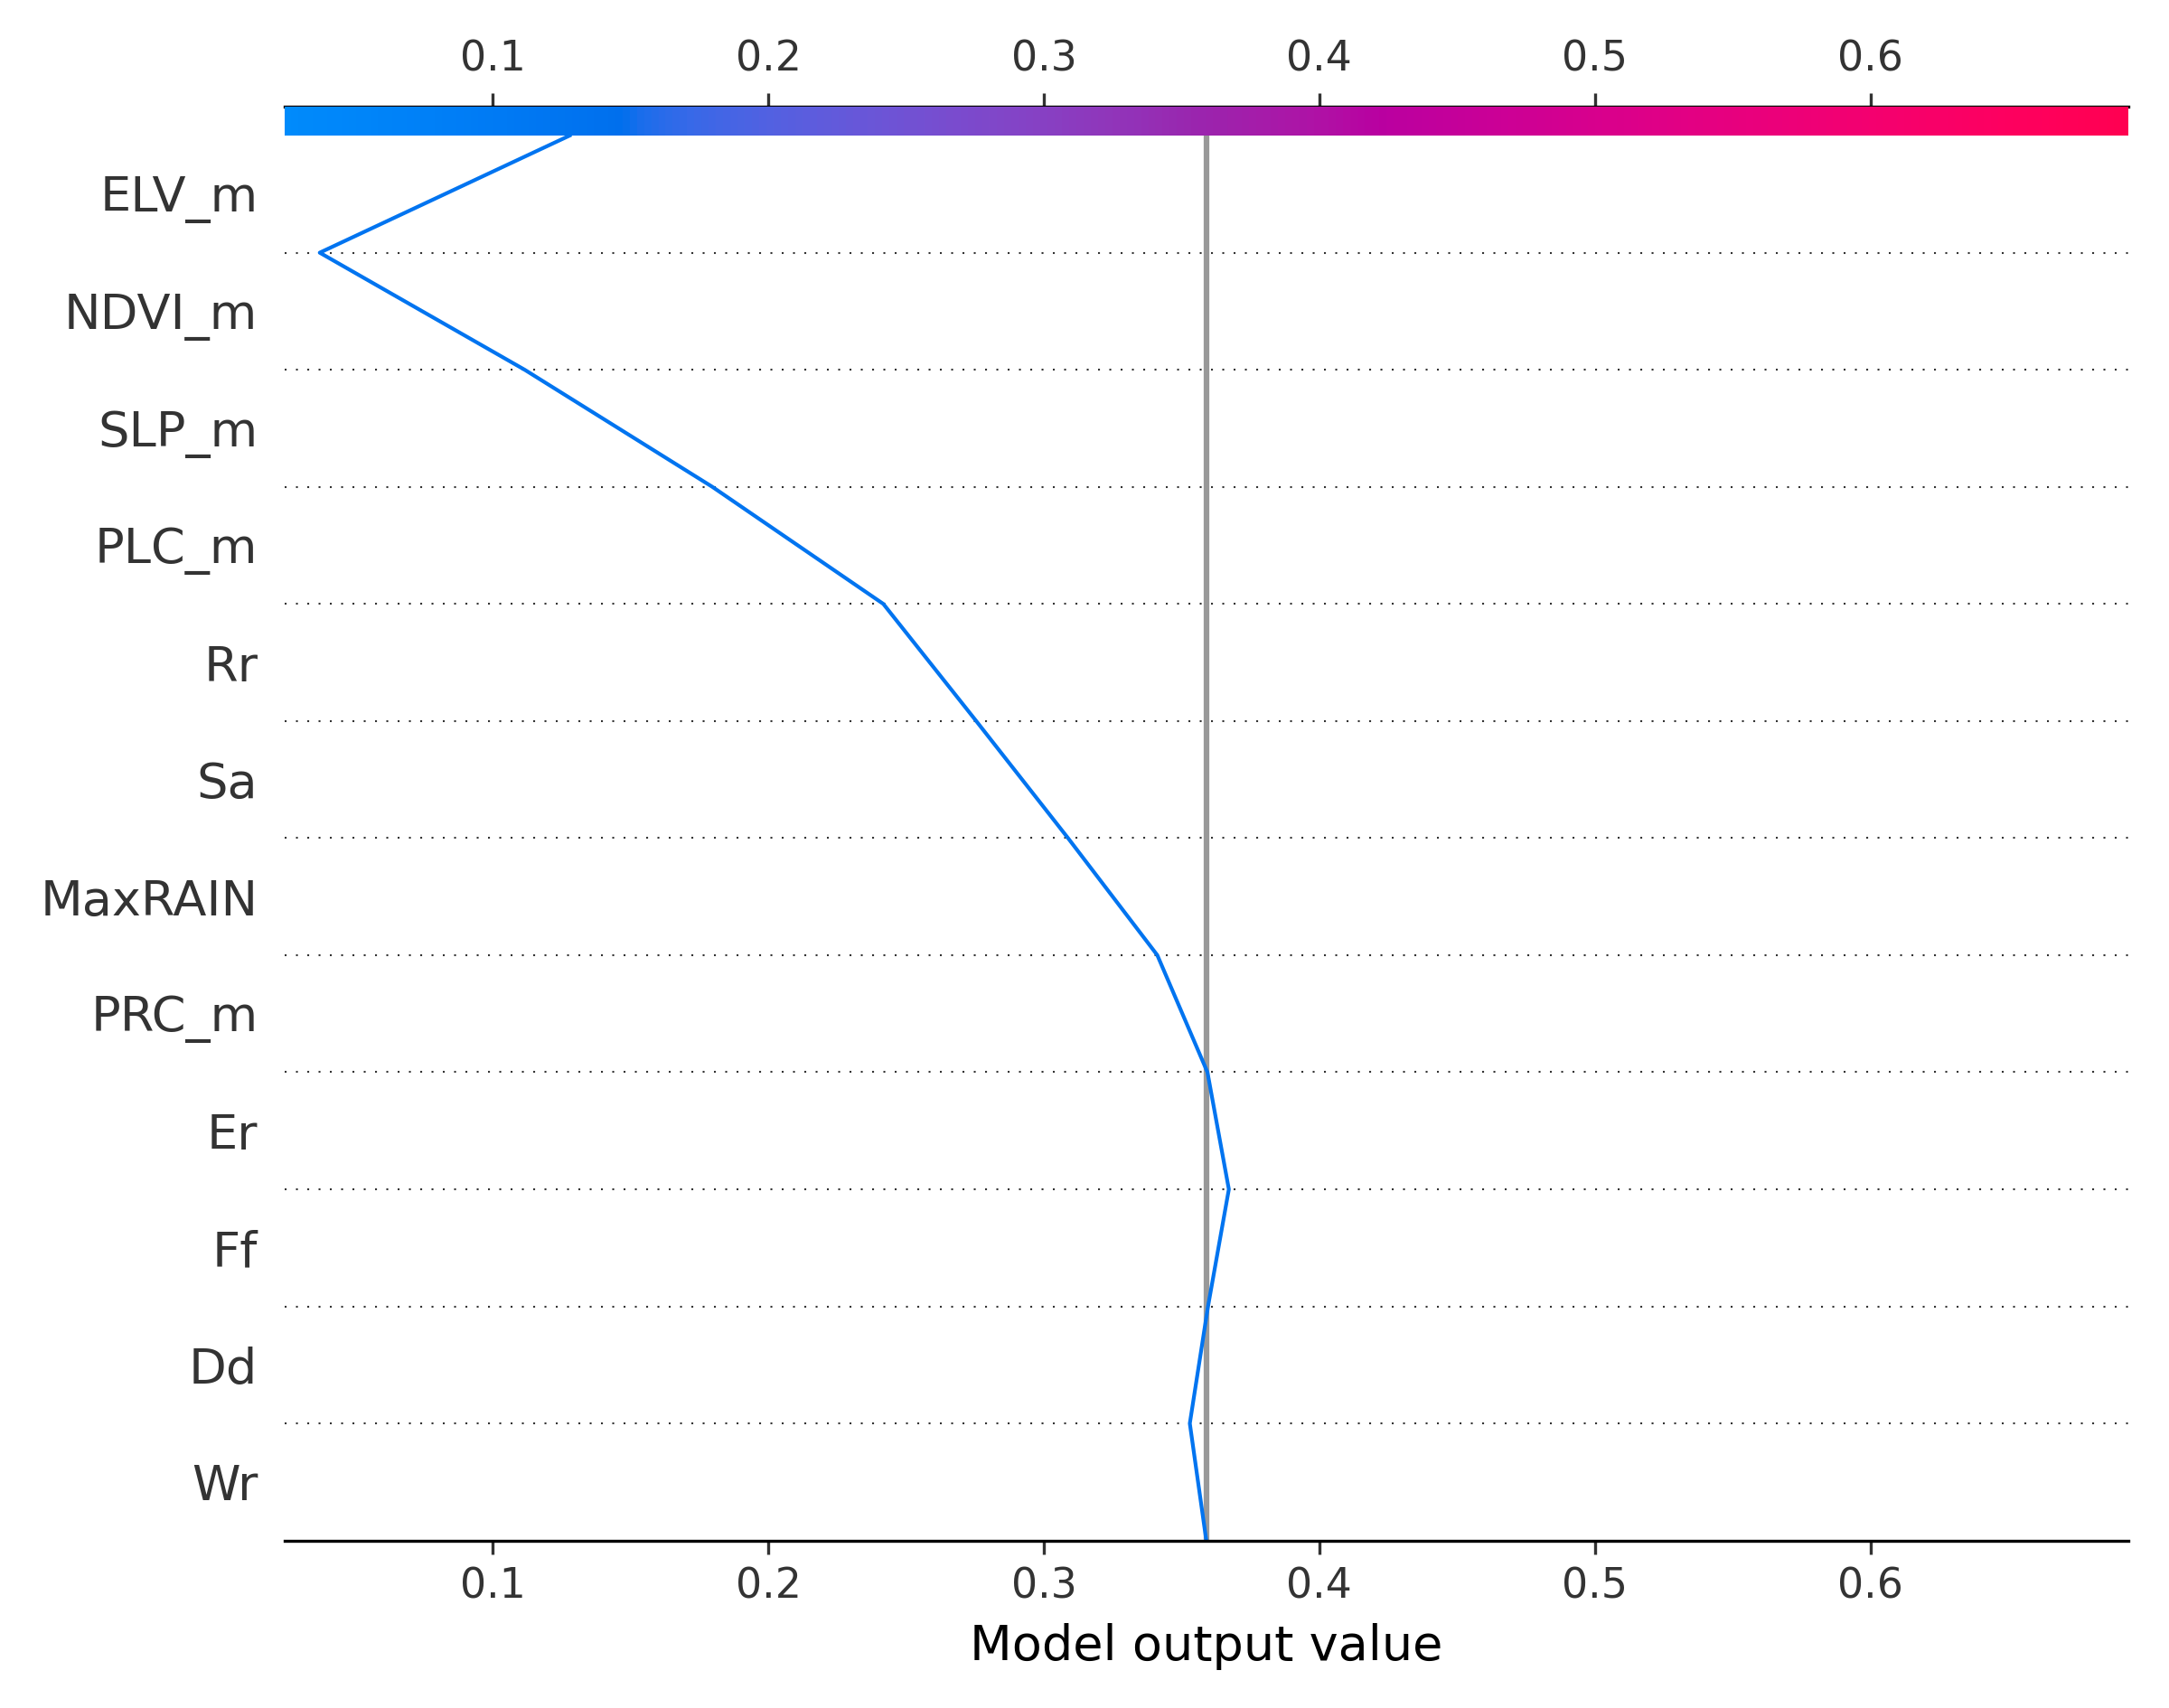 0.1 0.2 0.3 0.4 0.5 0.6
ELV_m
NDVI_m
SLP_m
PLC_m
Rr
Sa
MaxRAIN
PRC_m
Er
Ff
Dd
Wr
0.1 0.2 0.3 0.4 0.5 0.6
Model output value